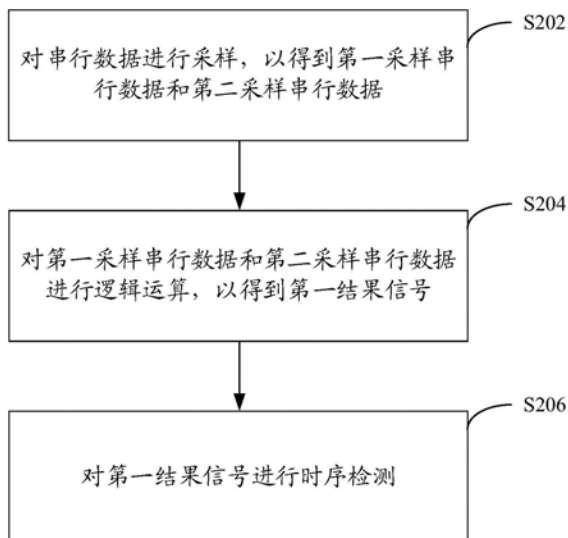 S202
对串行数据进行采样，以得到第一采样串
行数据和第二采样串行数据
S204
对第一采样串行数据和第二采样串行数据
进行逻辑运算，以得到第一结果信号
S206
对第一结果信号进行时序检测